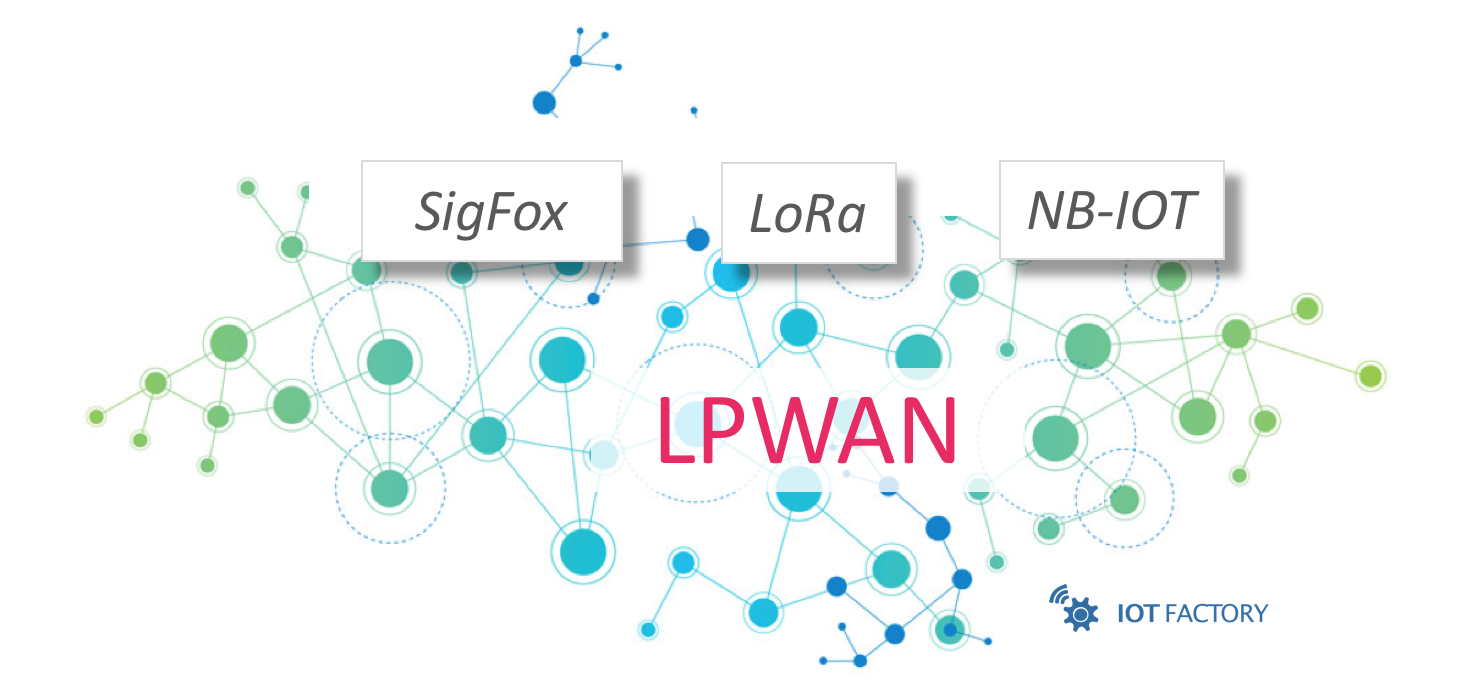 SigFox
LoRa
NB-IOT
LPWAN
IOT FACTORY